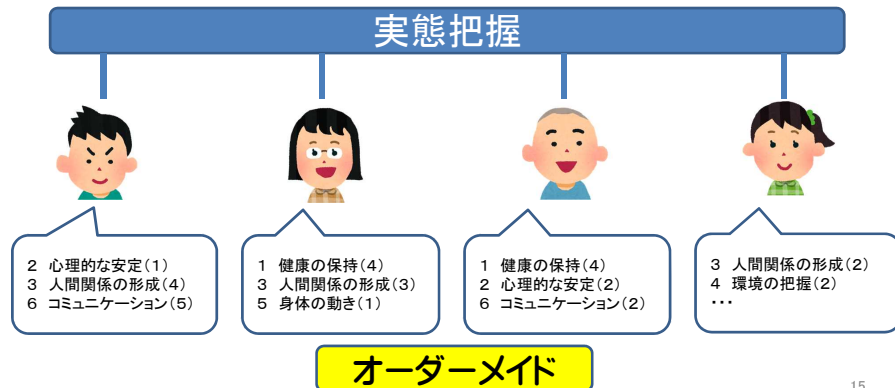 実態把握
2 心理的な安定(1)
3 人間関係の形成(4)
6 コミュニケーション(5)
1 健康の保持(4)
3 人間関係の形成(3)
5 身体の動き(1)
1 健康の保持(4)
2 心理的な安定(2)
6 コミュニケーション(2)
3 人間関係の形成(2)
4 環境の把握(2)
・・・
オーダーメイド
15